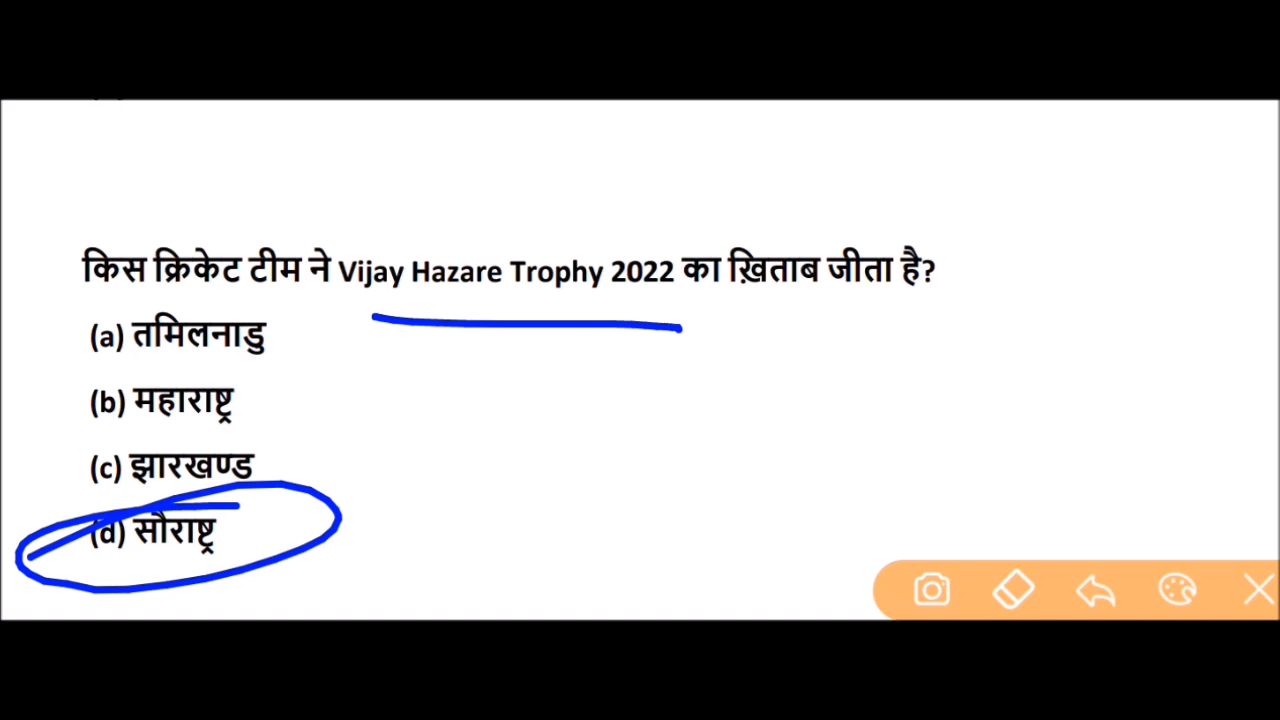 किस क्रिकेट टीम ने Vijay Hazare Trophy 2022 का ख़िताब जीता है?
(a) तमिलनाडु
(b) महाराष्ट्र
(c) झारखण्ड
(d) सौराष्ट्र